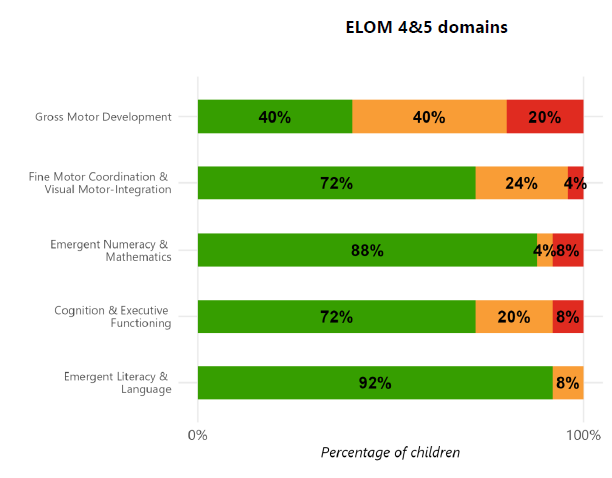 ELOM 4&5 domains
Gross Motor Development
40% 40% 20%
Fine Motor Coordination &
Visual Motor-Integration
72% 24% 4%
Emergent Numeracy &
Mathematics
88% 4% 8%
Cognition & Executive
Functioning
72% 20% 8%
Emergent Literacy &
Language
92% 8%
0% 100%
Percentage of children